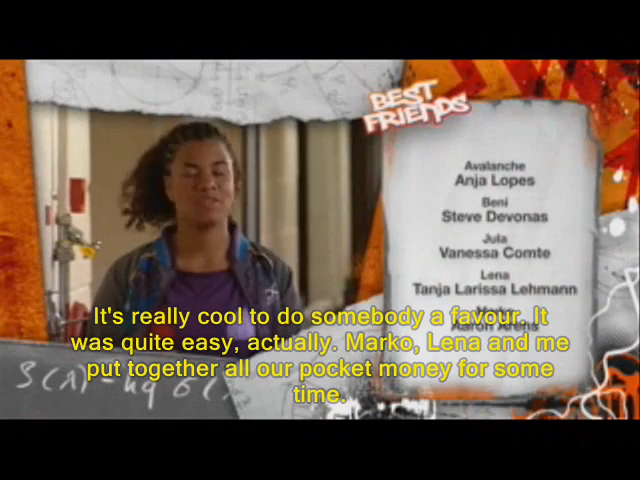 BEST
FRIENDS
Avalanche
Anja Lopes
Beni
Steve Devonas
Jula
Vanessa Comte
Lena
Tanja Larissa Lehmann
It's really cool to do somebody a favour. It
was quite easy, actually. Marko, Lena and me
put together all our pocket money for some
time.